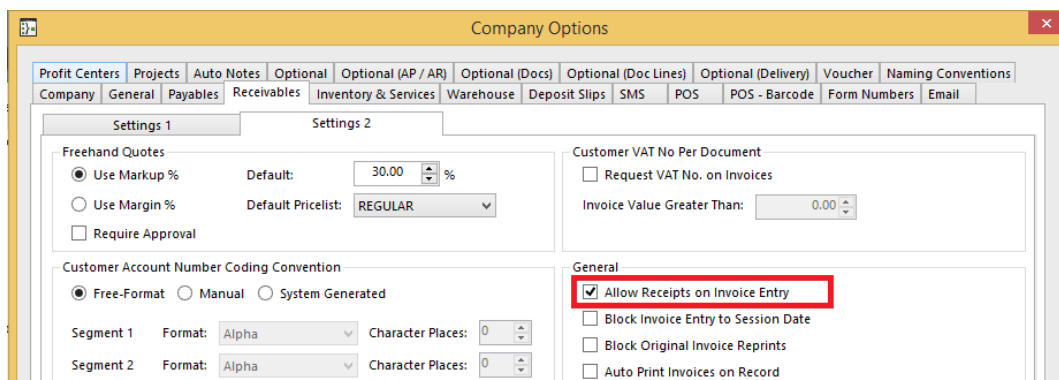 Company Options
Profit Centers Projects Auto Notes Optional Optional (AP / AR) Optional (Docs) Optional (Doc Lines) Optional (Delivery) Voucher Naming Conventions
Company General Payables Receivables Inventory & Services Warehouse Deposit Slips SMS POS POS - Barcode Form Numbers Email
Settings 1 Settings 2
Freehand Quotes
Use Markup % Default: 30.00 %
Use Margin % Default Pricelist: REGULAR
Require Approval
Customer VAT No Per Document
Request VAT No. on Invoices
Invoice Value Greater Than: 0.00
Customer Account Number Coding Convention
Free-Format Manual System Generated
Segment 1 Format: Alpha Character Places: 0
Segment 2 Format: Alpha Character Places: 0
General
Allow Receipts on Invoice Entry
Block Invoice Entry to Session Date
Block Original Invoice Reprints
Auto Print Invoices on Record